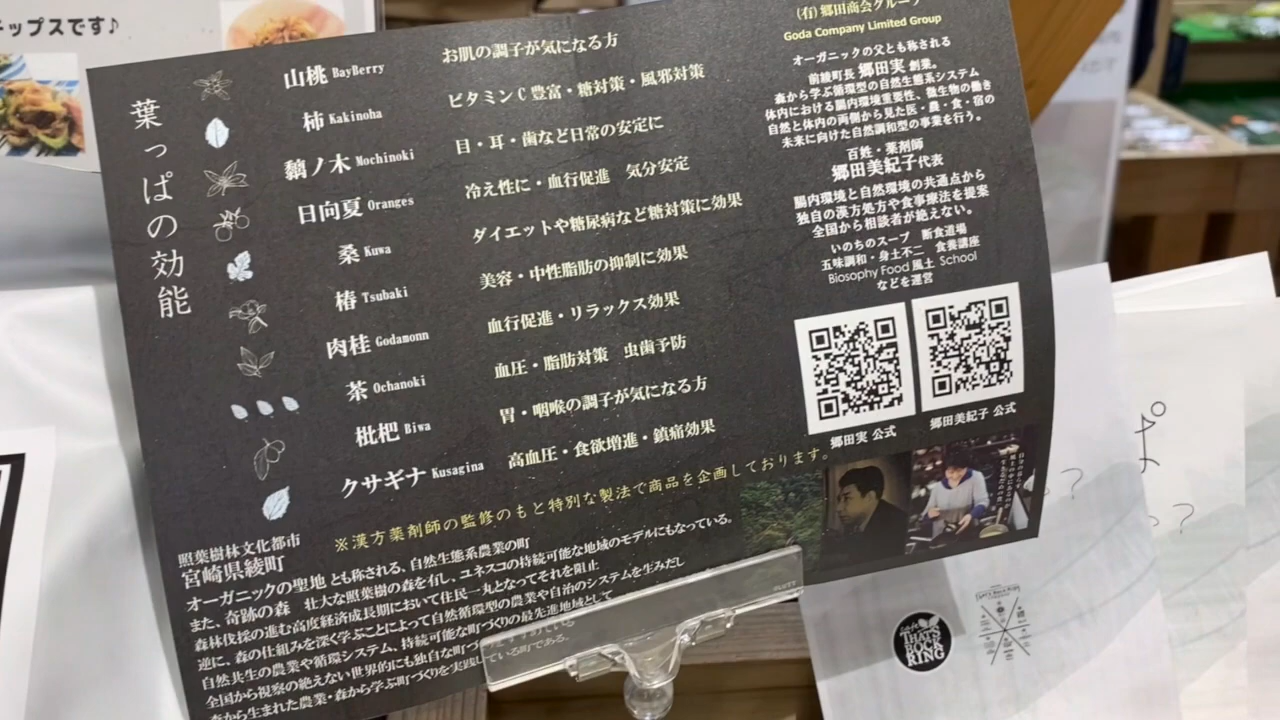 チップスです♪
葉っぱの効能
山桃 BayBerry お肌の調子が気になる方
柿 Kakinoha ビタミンC豊富・糖対策・風邪対策
黐ノ木 Mochinoki 目・耳・歯など日常の安定に
日向夏 Oranges 冷え性に・血行促進 気分安定
桑 Kuwa ダイエットや糖尿病など糖対策に効果
椿 Tsubaki 美容・中性脂肪の抑制に効果
肉桂 Godamonn 血行促進・リラックス効果
茶 Ochanoki 血圧・脂肪対策 虫歯予防
枇杷 Biwa 胃・咽喉の調子が気になる方
クサギナ Kusagina 高血圧・食欲増進・鎮痛効果
※漢方薬剤師の監修のもと特別な製法で商品を企画しております。
照葉樹林文化都市
宮崎県綾町
オーガニックの聖地 とも称される、自然生態系農業の町
また、奇跡の森 壮大な照葉樹の森を有し、ユネスコの持続可能な地域のモデルにもなっている。
森林伐採の進む高度経済成長期において住民一丸となってそれを阻止
逆に、森の仕組みを深く学ぶことによって自然循環型の農業や自治のシステムを生みだし
自然共生の農業や循環システム、持続可能な町づくりの最先進地域として
全国から視察の絶えない世界的にも独自な町づ
森から生まれた農業・森から学ぶ町づくりを実践し
ている町である。
(有)郷田商会グループ
Goda Company Limited Group
オーガニックの父とも称される
前綾町長 郷田実 創業。
森から学ぶ循環型の自然生態系システム
体内における腸内環境重要性、微生物の働き
自然と体内の両側から見た医・農・食・宿の
未来に向けた自然調和型の事業を行う。
百姓・薬剤師
郷田美紀子代表
腸内環境と自然環境の共通点から
独自の漢方処方や食事療法を提案
全国から相談者が絶えない。
いのちのスープ 断食道場
五味調和・身土不二 食養講座
Biosophy Food 風土 School
などを運営
郷田実 公式
郷田美紀子 公式
THATS
ROCK
RING
ぱ
?
?